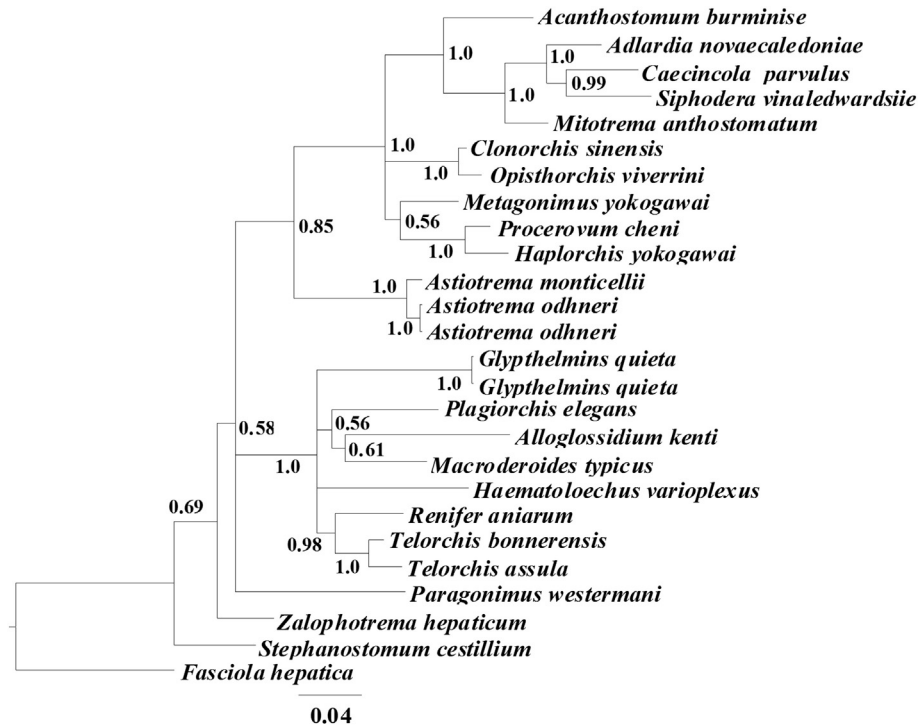 Acanthostomum burminise
Adlardia novaecaledoniae
1.0
1.0
Caecincola parvulus
0.99
Siphodera vinaledwardsiie
1.0
Mitotrema anthostomatum
1.0
Clonorchis sinensis
1.0
Opisthorchis viverrini
Metagonimus yokogawai
0.56
Procerovum cheni
0.85
1.0
Haplorchis yokogawai
1.0
Astiotrema monticellii
Astiotrema odhneri
1.0
Astiotrema odhneri
Glypthelmins quieta
1.0
Glypthelmins quieta
Plagiorchis elegans
0.56
0.58
Alloglossidium kenti
0.61
1.0
Macroderoides typicus
Haematoloechus varioplexus
0.69
Renifer aniarum
0.98
Telorchis bonnerensis
1.0
Telorchis assula
Paragonimus westermani
Zalophotrema hepaticum
Stephanostomum cestillium
Fasciola hepatica
0.04